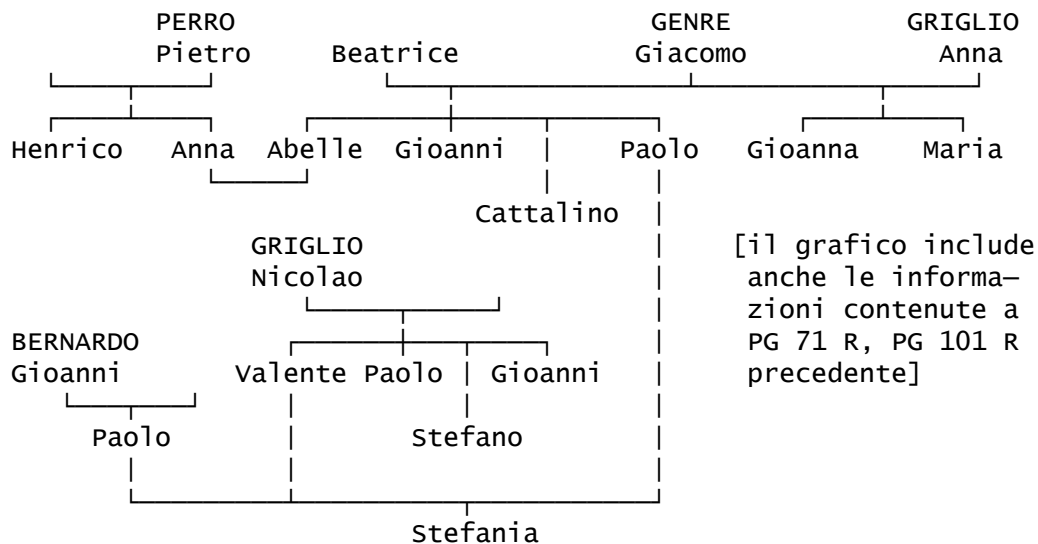 PERRO GENRE GRIGLIO
Pietro Beatrice Giacomo Anna
Henrico Anna Abelle Gioanni Paolo Gioanna Maria
Cattalino
GRIGLIO [il grafico include
Nicolao anche le informa–
zioni contenute a
BERNARDO PG 71 R, PG 101 R
Gioanni Valente Paolo Gioanni precedente]
Paolo Stefano
Stefania